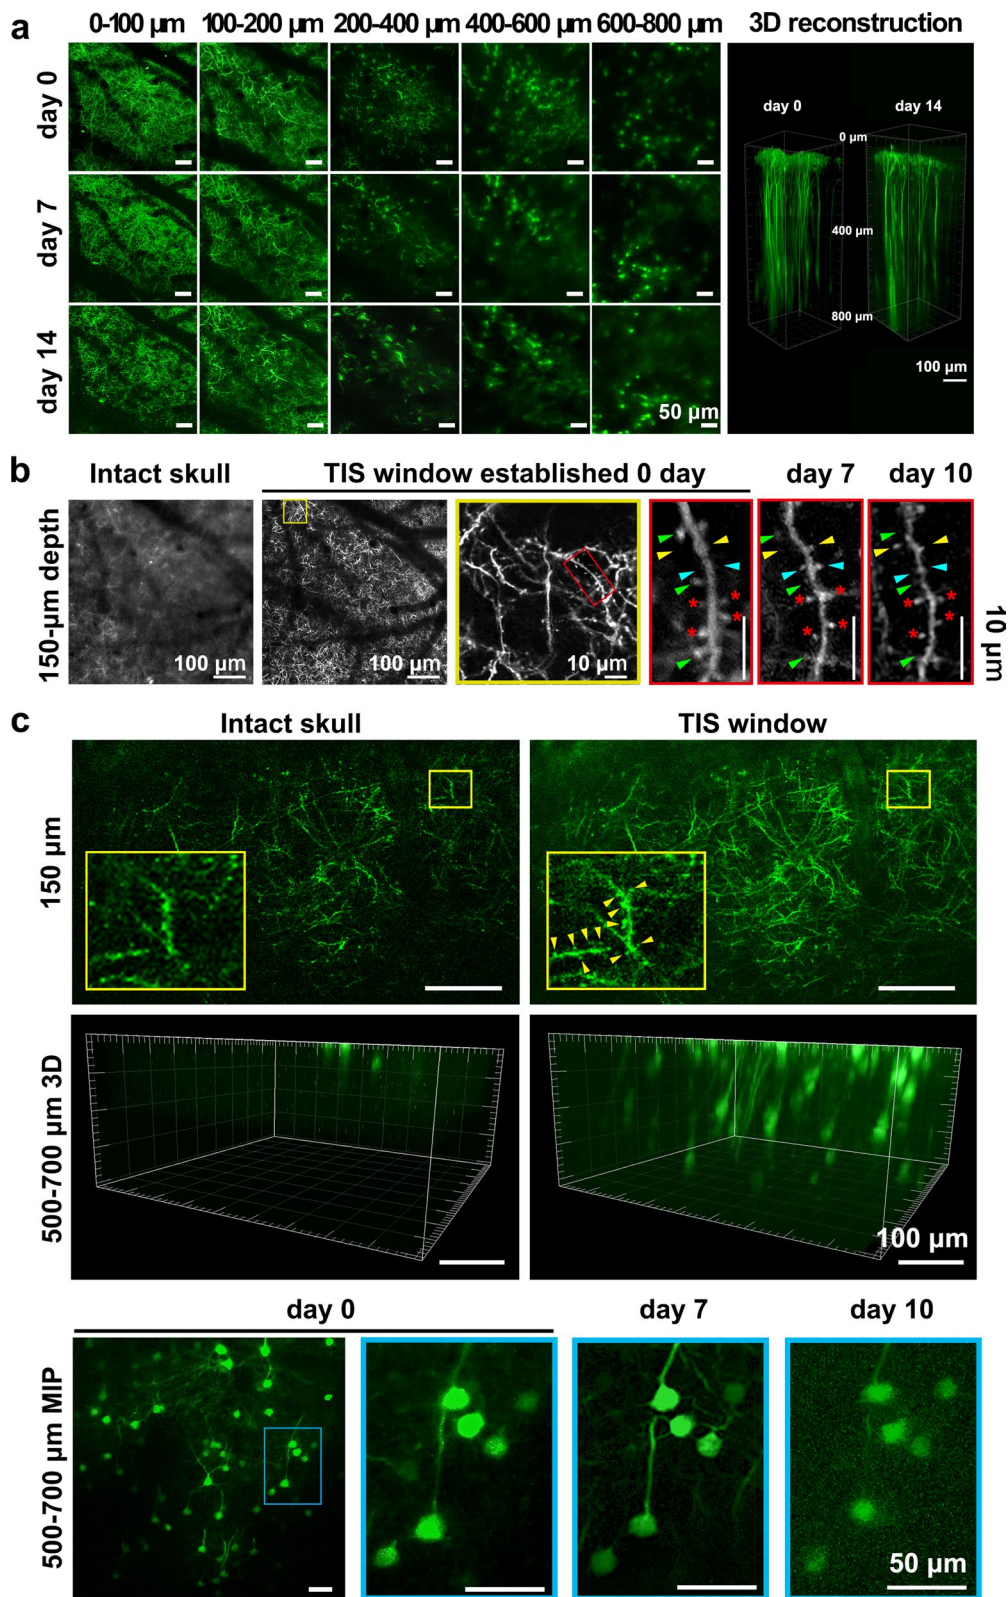 a
0-100 µm 100-200 µm 200-400 µm 400-600 µm 600-800 µm 3D reconstruction
day 0
day 7
day 14
50 µm
day 0 day 14
0 µm
400 µm
800 µm
100 µm
b
Intact skull TIS window established 0 day day 7 day 10
150-µm depth
100 µm 100 µm 10 µm
* * * * * * * * * * * *
10 µm
c
Intact skull TIS window
150 µm
500-700 µm 3D
100 µm
day 0 day 7 day 10
500-700 µm MIP
50 µm